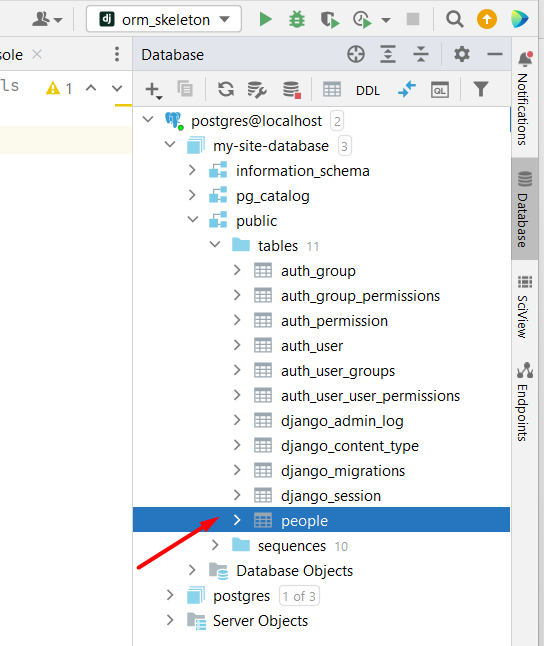 dj orm_skeleton
sole
Database
ls
1
DDL
QL
postgres@localhost 2
my-site-database 3
information_schema
pg_catalog
public
tables 11
auth_group
auth_group_permissions
auth_permission
auth_user
auth_user_groups
auth_user_user_permissions
django_admin_log
django_content_type
django_migrations
django_session
people
sequences 10
Database Objects
postgres 1 of 3
Server Objects
Notifications
Database
SciView
Endpoints